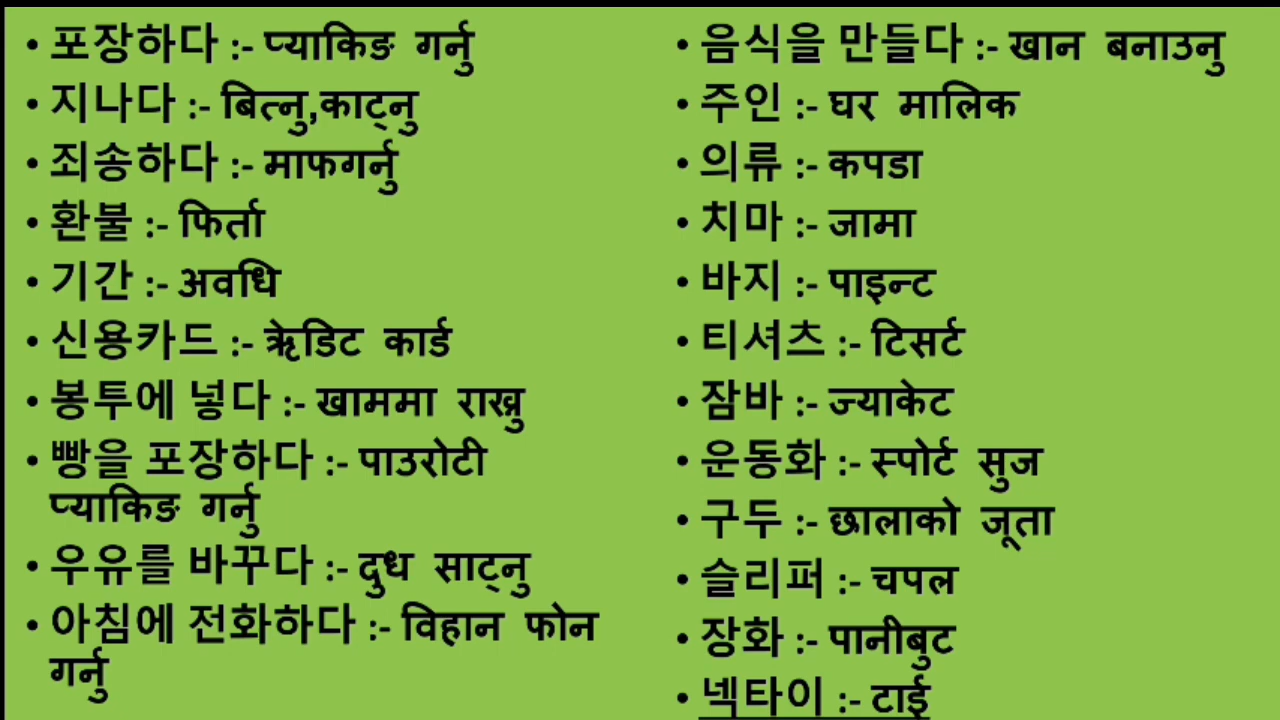 • 포장하다 :- प्याकिङ गर्नु
• 지나다 :- बित्नु,काट्नु
• 죄송하다 :- माफगर्नु
• 환불 :- फिर्ता
• 기간 :- अवधि
• 신용카드 :- ऋेडिट कार्ड
• 봉투에 넣다 :- खाममा राख्नु
• 빵을 포장하다 :- पाउरोटी
प्याकिङ गर्नु
• 우유를 바꾸다 :- दुध साट्नु
• 아침에 전화하다 :- विहान फोन
गर्नु
• 음식을 만들다 :- खान बनाउनु
• 주인 :- घर मालिक
• 의류 :- कपडा
• 치마 :- जामा
• 바지 :- पाइन्ट
• 티셔츠 :- टिसर्ट
• 잠바 :- ज्याकेट
• 운동화 :- स्पोर्ट सुज
• 구두 :- छालाको जूता
• 슬리퍼 :- चपल
• 장화 :- पानीबुट
• 넥타이 :- टाई